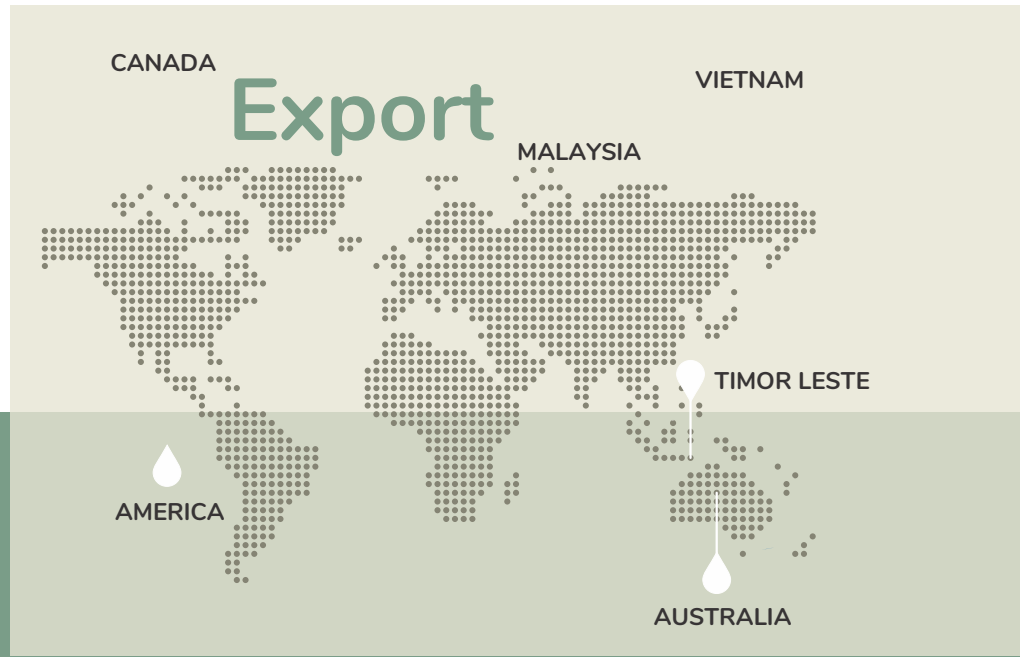 CANADA
Export
VIETNAM
MALAYSIA
TIMOR LESTE
AMERICA
AUSTRALIA